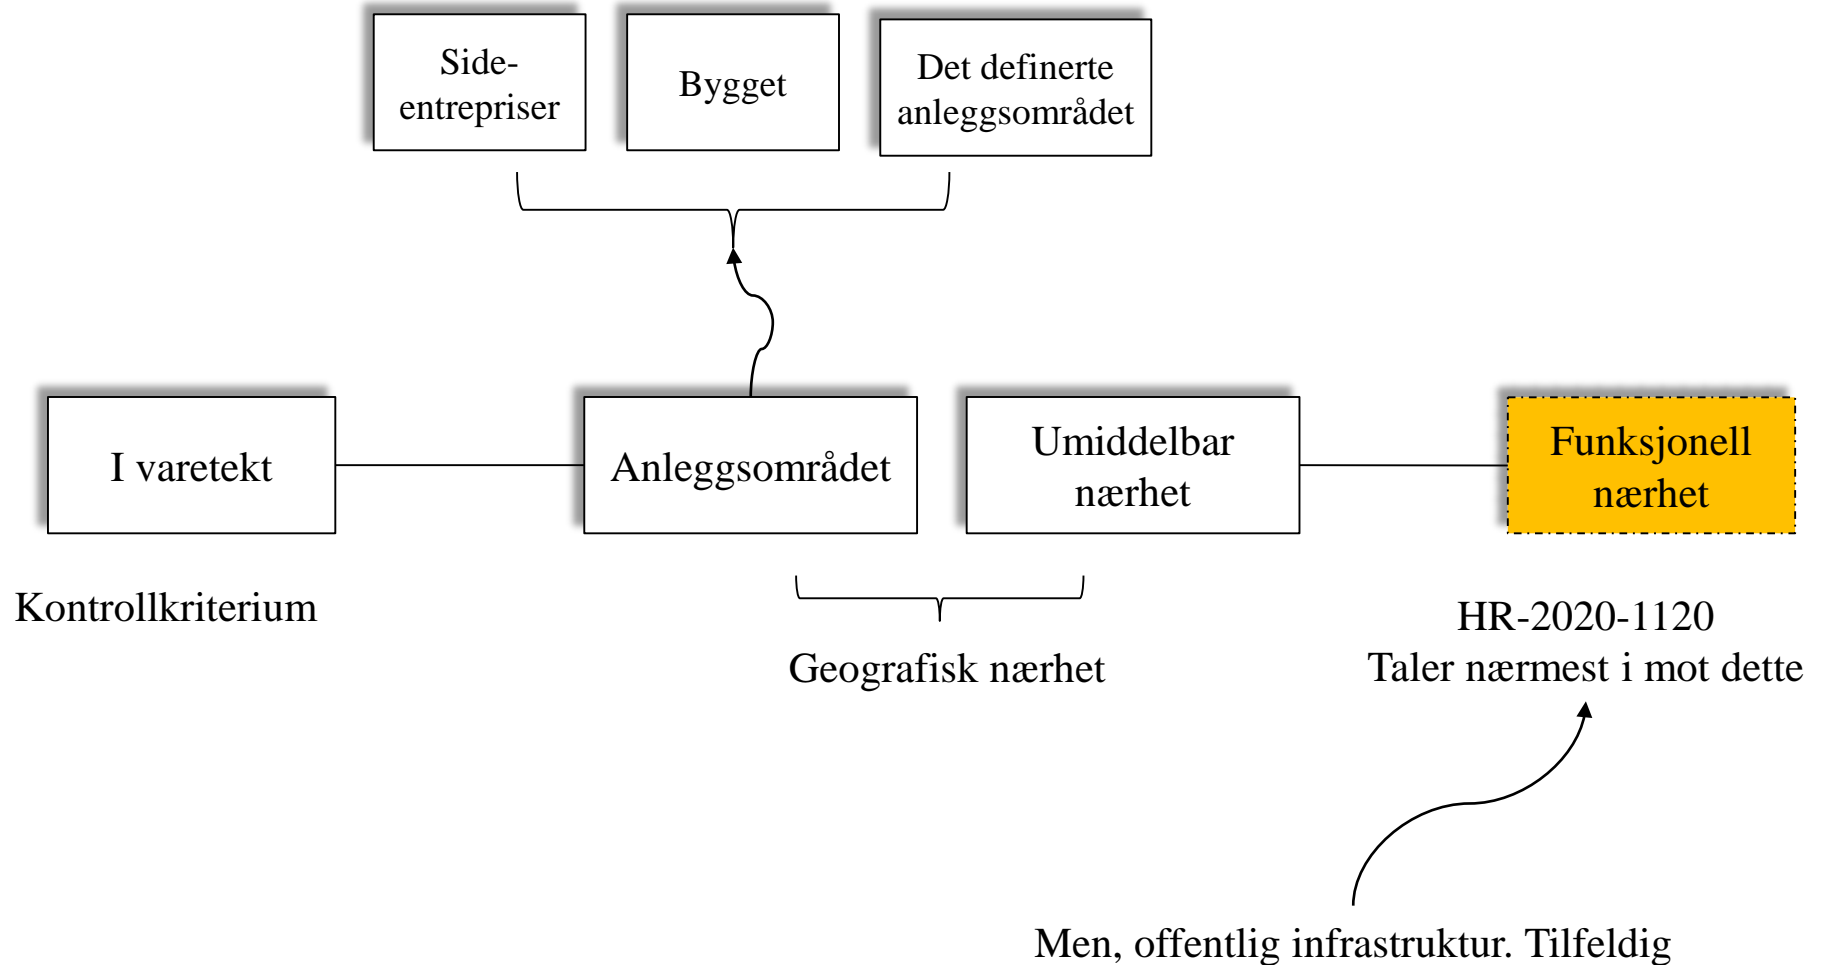 Side-
entrepriser
Bygget
Det definerte
anleggsområdet
I varetekt
Anleggsområdet
Umiddelbar
nærhet
Funksjonell
nærhet
Kontrollkriterium
Geografisk nærhet
HR-2020-1120
Taler nærmest i mot dette
Men, offentlig infrastruktur. Tilfeldig